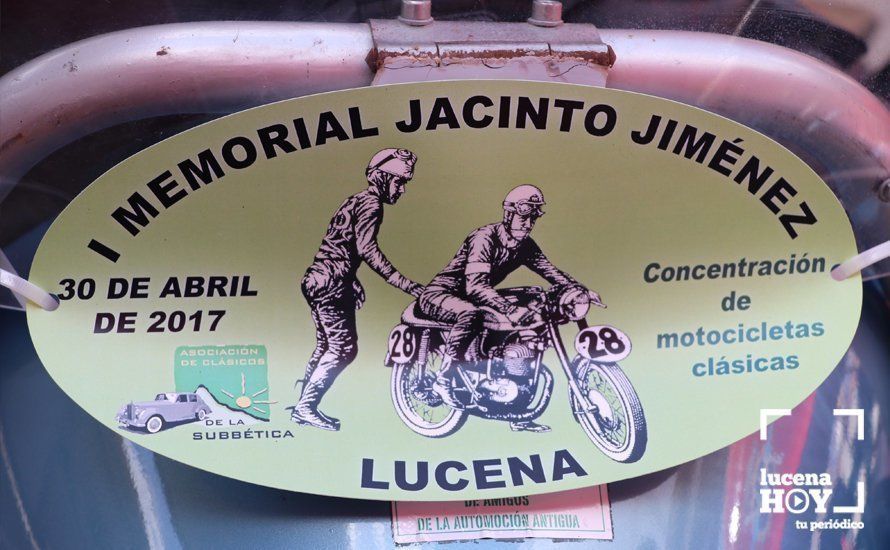 I MEMORIAL JACINTO JIMÉNEZ
30 DE ABRIL
DE 2017
Concentración
de
motocicletas
clásicas
28
28
ASOCIACIÓN
DE CLÁSICOS
DE LA
SUBBÉTICA
LUCENA
DE AMIGOS
DE LA AUTOMOCIÓN ANTIGUA
lucena
HOY
tu periódico